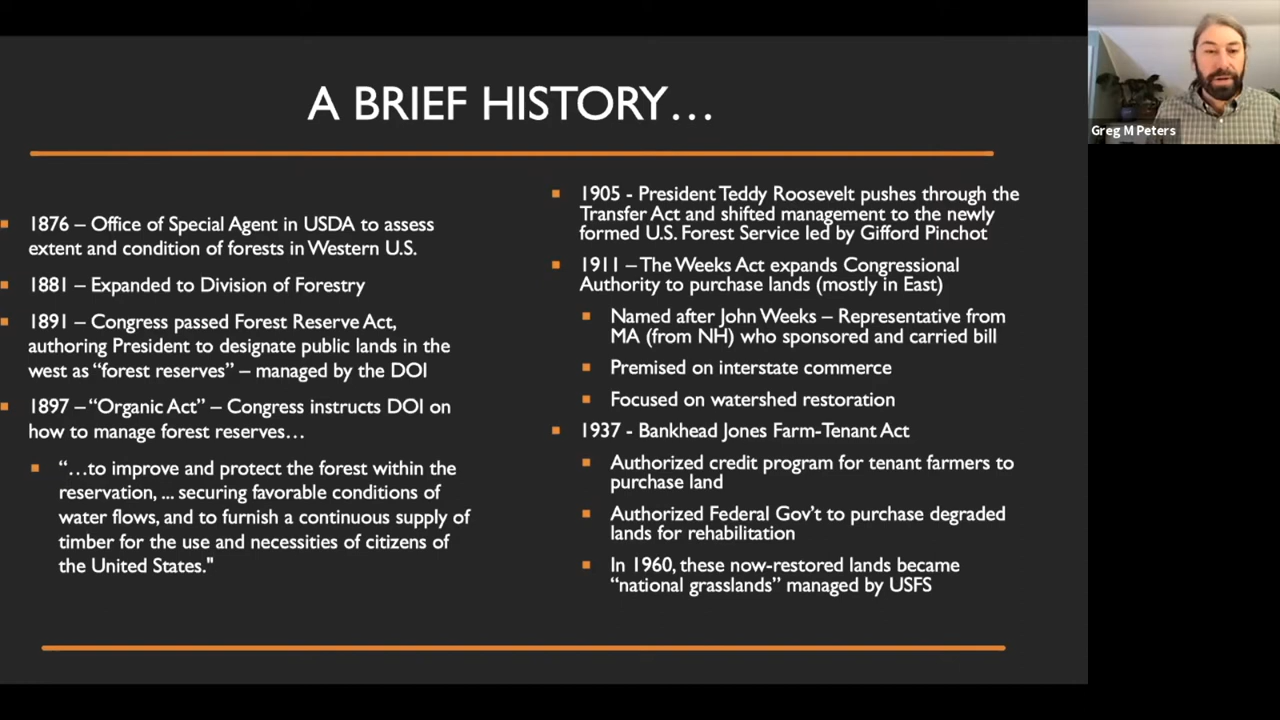 A BRIEF HISTORY…
1876 – Office of Special Agent in USDA to assess
extent and condition of forests in Western U.S.
1881 – Expanded to Division of Forestry
1891 – Congress passed Forest Reserve Act,
authoring President to designate public lands in the
west as “forest reserves” – managed by the DOI
1897 – “Organic Act” – Congress instructs DOI on
how to manage forest reserves…
“…to improve and protect the forest within the
reservation, ... securing favorable conditions of
water flows, and to furnish a continuous supply of
timber for the use and necessities of citizens of
the United States."
1905 - President Teddy Roosevelt pushes through the
Transfer Act and shifted management to the newly
formed U.S. Forest Service led by Gifford Pinchot
1911 – The Weeks Act expands Congressional
Authority to purchase lands (mostly in East)
Named after John Weeks – Representative from
MA (from NH) who sponsored and carried bill
Premised on interstate commerce
Focused on watershed restoration
1937 - Bankhead Jones Farm-Tenant Act
Authorized credit program for tenant farmers to
purchase land
Authorized Federal Gov’t to purchase degraded
lands for rehabilitation
In 1960, these now-restored lands became
“national grasslands” managed by USFS
Greg M Peters